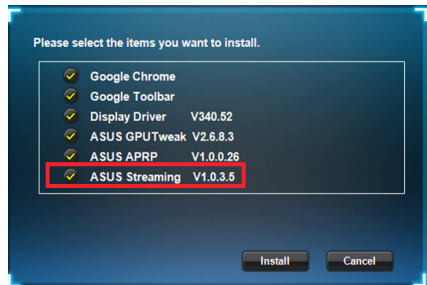 Please select the items you want to install.
Google Chrome
Google Toolbar
Display Driver V340.52
ASUS GPUTweak V2.6.8.3
ASUS APRP V1.0.0.26
ASUS Streaming V1.0.3.5
Install Cancel